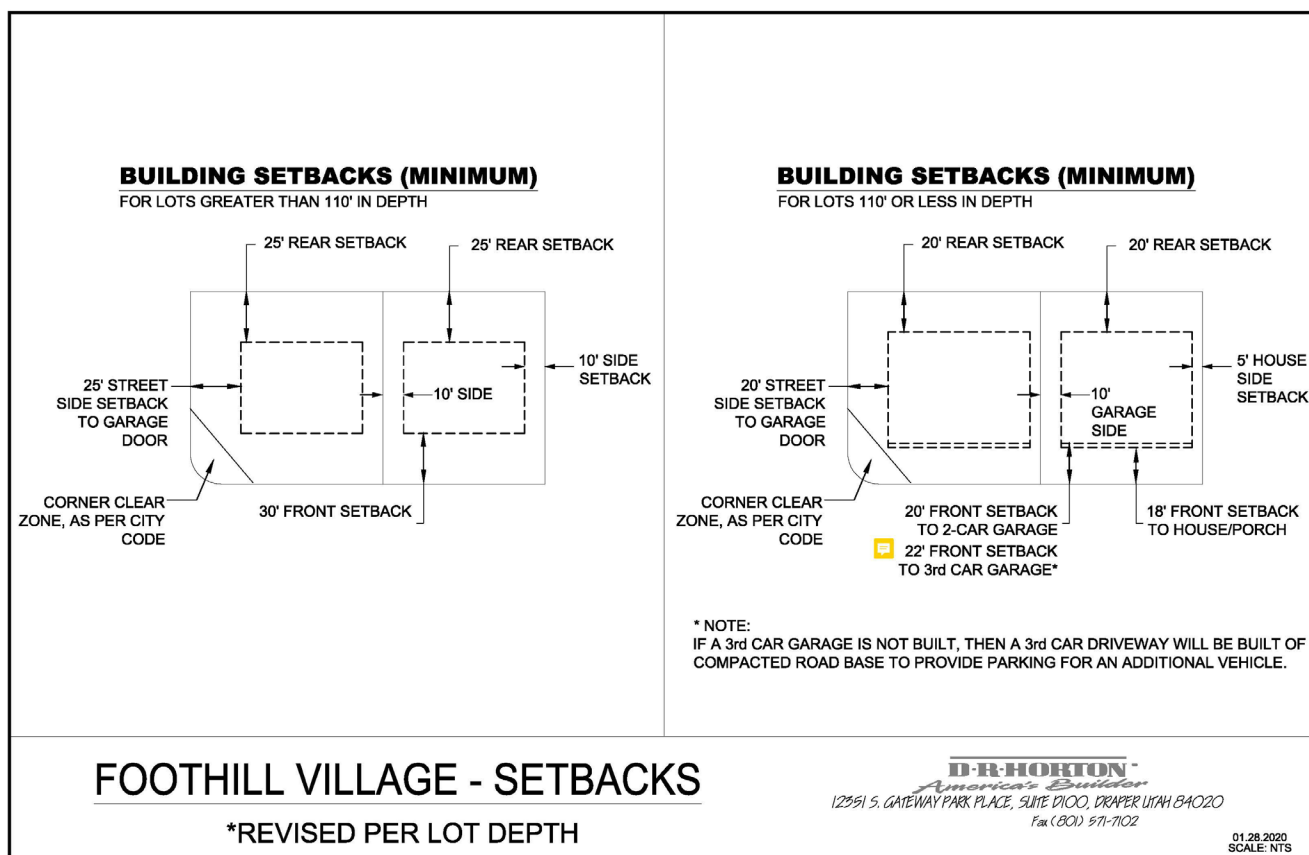 BUILDING SETBACKS (MINIMUM)
FOR LOTS GREATER THAN 110' IN DEPTH
25' REAR SETBACK
25' REAR SETBACK
25' STREET
SIDE SETBACK
TO GARAGE
DOOR
10' SIDE
10' SIDE
SETBACK
CORNER CLEAR
ZONE, AS PER CITY
CODE
30' FRONT SETBACK
BUILDING SETBACKS (MINIMUM)
FOR LOTS 110' OR LESS IN DEPTH
20' REAR SETBACK
20' REAR SETBACK
20' STREET
SIDE SETBACK
TO GARAGE
DOOR
10'
GARAGE
SIDE
5' HOUSE
SIDE
SETBACK
CORNER CLEAR
ZONE, AS PER CITY
CODE
20' FRONT SETBACK
TO 2-CAR GARAGE
22' FRONT SETBACK
TO 3rd CAR GARAGE*
18' FRONT SETBACK
TO HOUSE/PORCH
* NOTE:
IF A 3rd CAR GARAGE IS NOT BUILT, THEN A 3rd CAR DRIVEWAY WILL BE BUILT OF
COMPACTED ROAD BASE TO PROVIDE PARKING FOR AN ADDITIONAL VEHICLE.
FOOTHILL VILLAGE - SETBACKS
*REVISED PER LOT DEPTH
D·R·HORTON
America's Builder
12351 S. GATEWAY PARK PLACE, SUITE D100, DRAPER UTAH 84020
Fax (801) 571-7102
01.28.2020
SCALE: NTS